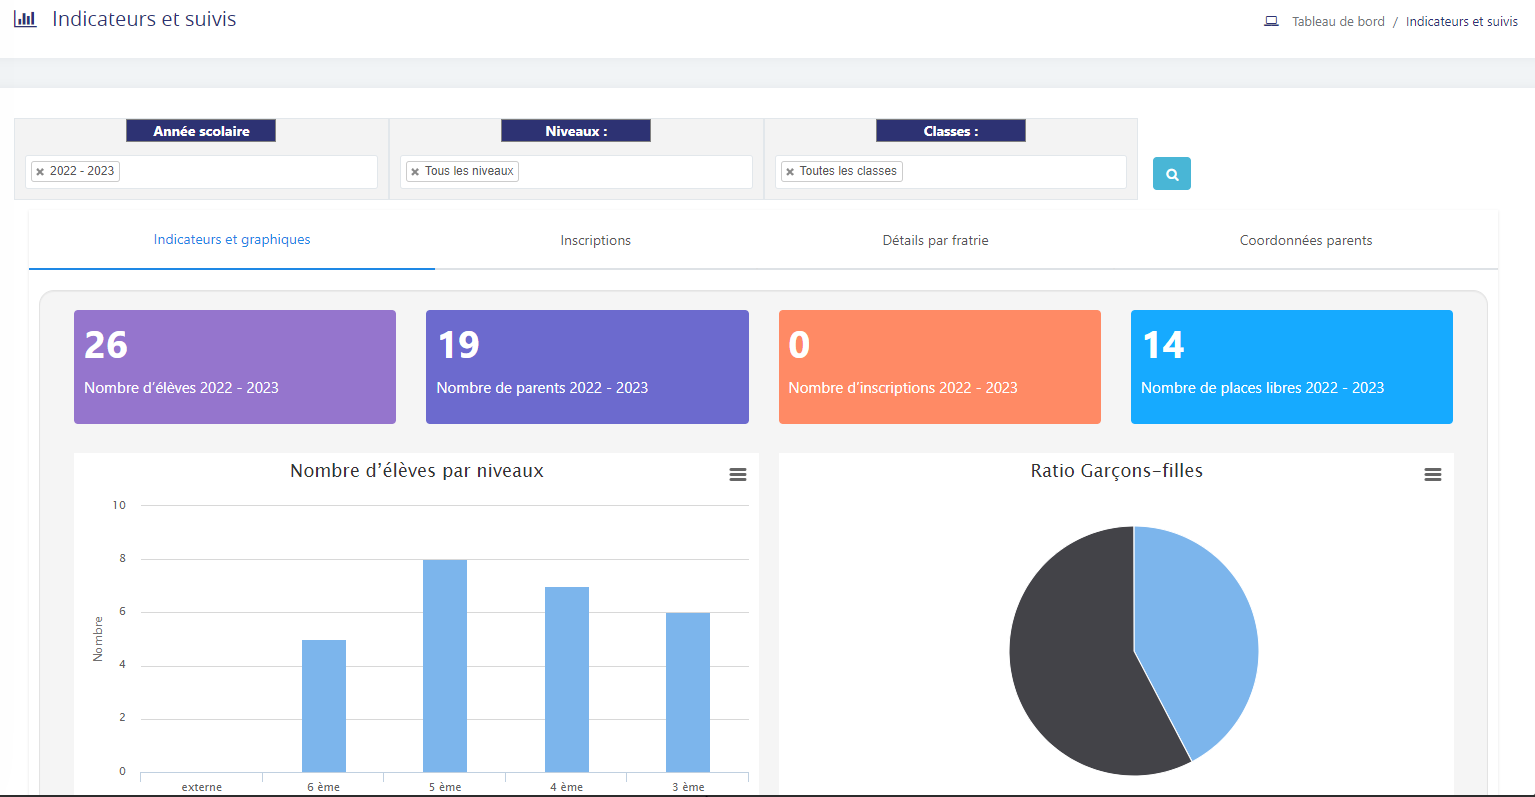 Indicateurs et suivis
Tableau de bord / Indicateurs et suivis
Année scolaire
Niveaux :
Classes :
× 2022 - 2023
× Tous les niveaux
× Toutes les classes
Indicateurs et graphiques
Inscriptions
Détails par fratrie
Coordonnées parents
26
Nombre d’élèves 2022 - 2023
19
Nombre de parents 2022 - 2023
0
Nombre d’inscriptions 2022 - 2023
14
Nombre de places libres 2022 - 2023
Nombre d’élèves par niveaux
10
8
6
4
2
0
Nombre
externe
6 ème
5 ème
4 ème
3 ème
Ratio Garçons-filles